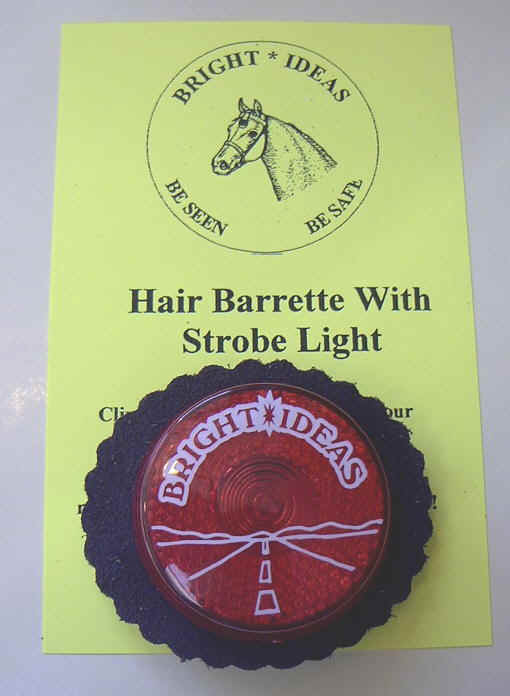 BRIGHT * IDEAS
BE SEEN
BE SAFE
Hair Barrette With
Strobe Light
BRIGHT IDEAS